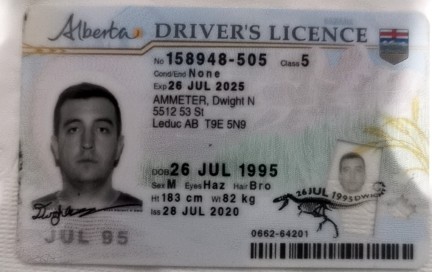 Alberta DRIVER'S LICENCE
No 158948-505 Class 5
Cond/End None
Exp 26 JUL 2025
AMMETER, Dwight N
5512 53 St
Leduc AB T9E 5N9
DOB 26 JUL 1995
Sex M Eyes Haz Hair Bro
Ht 183 cm Wt 82 kg
Iss 28 JUL 2020
26 JUL 1995 DWIGH
JUL 95
0662-64201